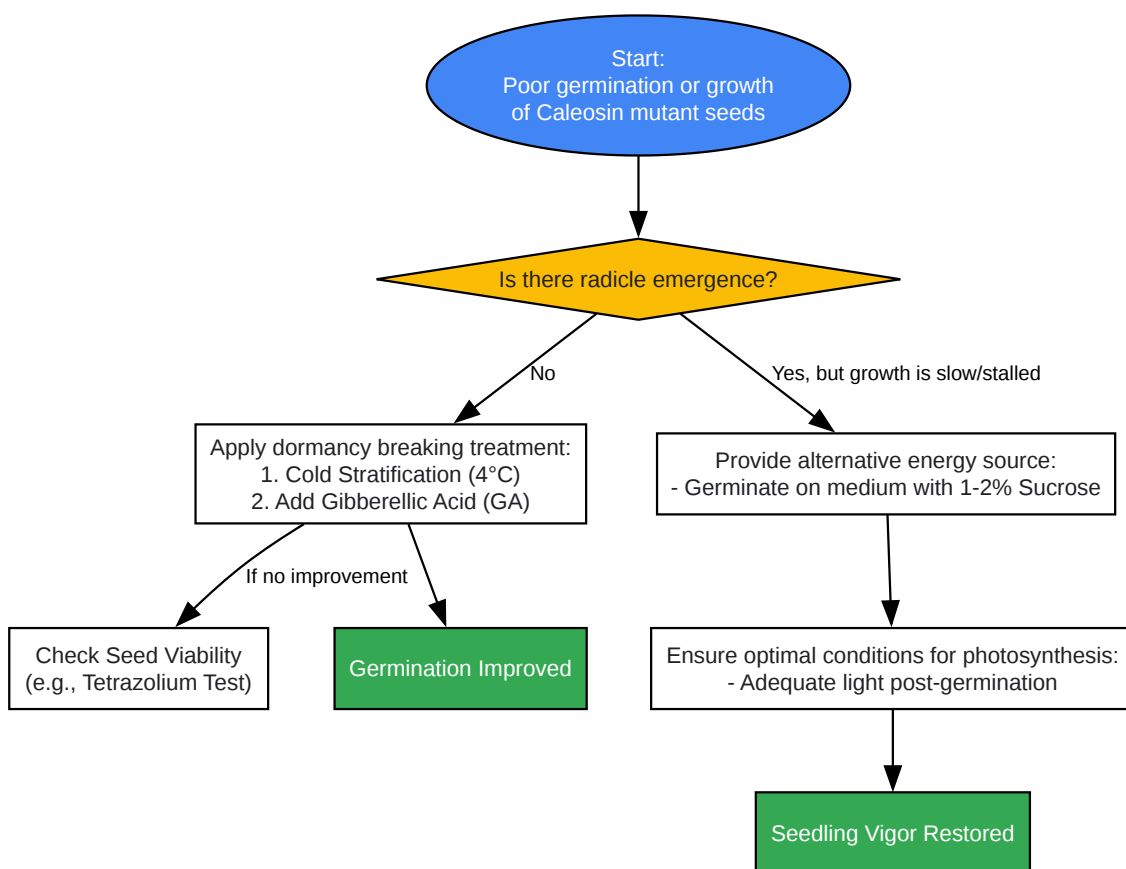 Start:
Poor germination or growth
of Caleosin mutant seeds
Is there radicle emergence?
No
Yes, but growth is slow/stalled
Apply dormancy breaking treatment:
1. Cold Stratification (4°C)
2. Add Gibberellic Acid (GA)
Provide alternative energy source:
- Germinate on medium with 1-2% Sucrose
If no improvement
Check Seed Viability
(e.g., Tetrazolium Test)
Germination Improved
Ensure optimal conditions for photosynthesis:
- Adequate light post-germination
Seedling Vigor Restored